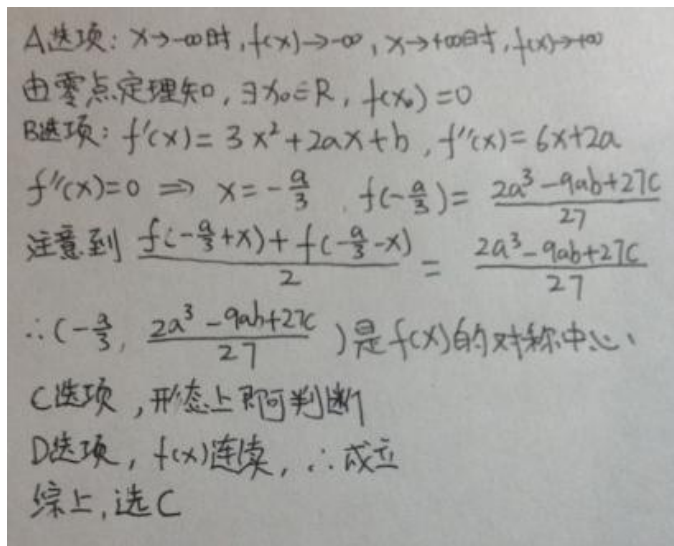 A选项: x→-∞时, f(x)→-∞, x→+∞时, f(x)→+∞
由零点定理知, ∃x₀∈R, f(x₀)=0
B选项: f'(x)=3x²+2ax+b, f''(x)=6x+2a
f''(x)=0 ⇒ x=-a/3 , f(-a/3)= (2a³-9ab+27c)/27
注意到 (f(-a/3+x)+f(-a/3-x))/2 = (2a³-9ab+27c)/27
∴(-a/3, (2a³-9ab+27c)/27)是f(x)的对称中心、
C选项, 形态上即可判断
D选项, f(x)连续, ∴成立
综上, 选C